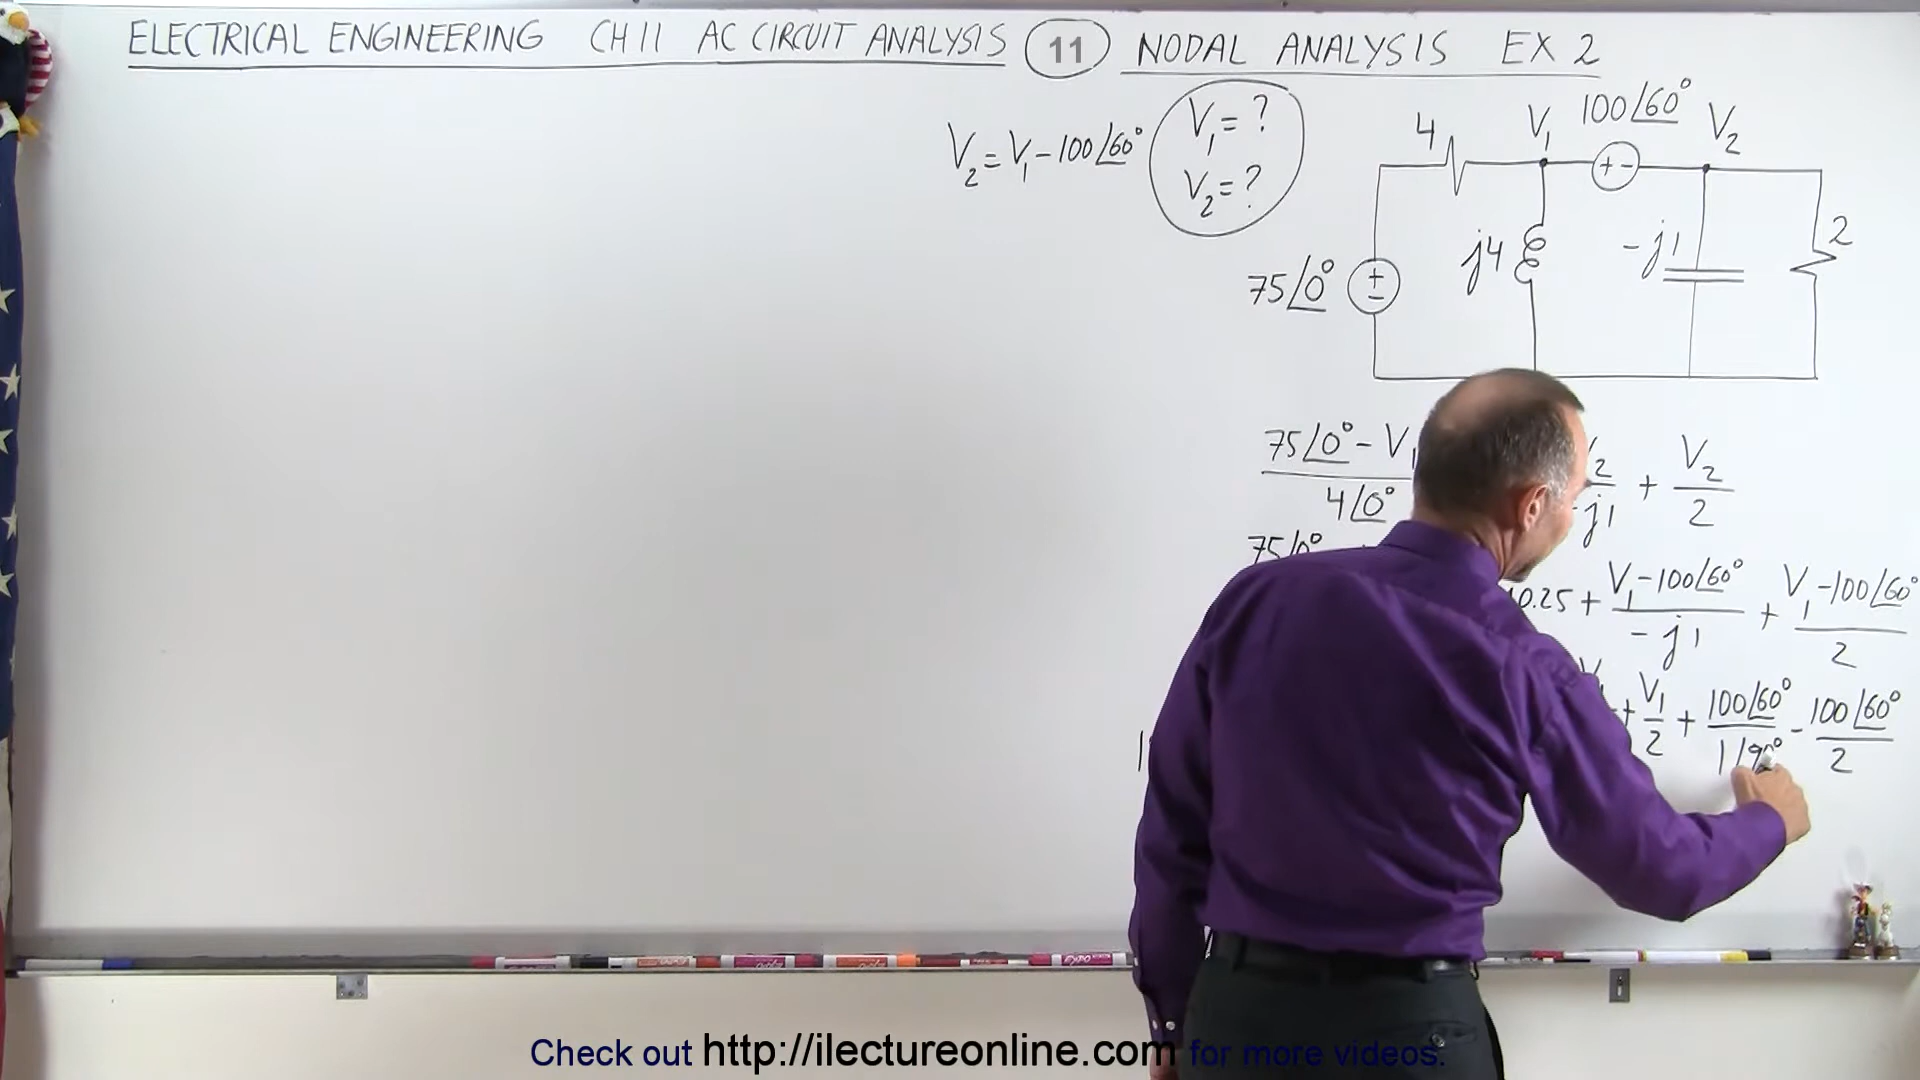 ELECTRICAL ENGINEERING CH 11 AC CIRCUIT ANALYSIS 11 NODAL ANALYSIS EX 2
V₂ = V₁ - 100∠60°
V₁ = ?
V₂ = ?
4 V₁ 100∠60° V₂
+ -
75∠0° + - j4 -j1 2
75∠0° - V₁ / 4∠0°
-j1 + V₂ / 2
75∠0°
0.25 + V₁ - 100∠60° / -j1 + V₁ - 100∠60° / 2
+ V₁ / 2 + 100∠60° / 1∠90° - 100∠60° / 2
Check out http://ilectureonline.com for more videos.